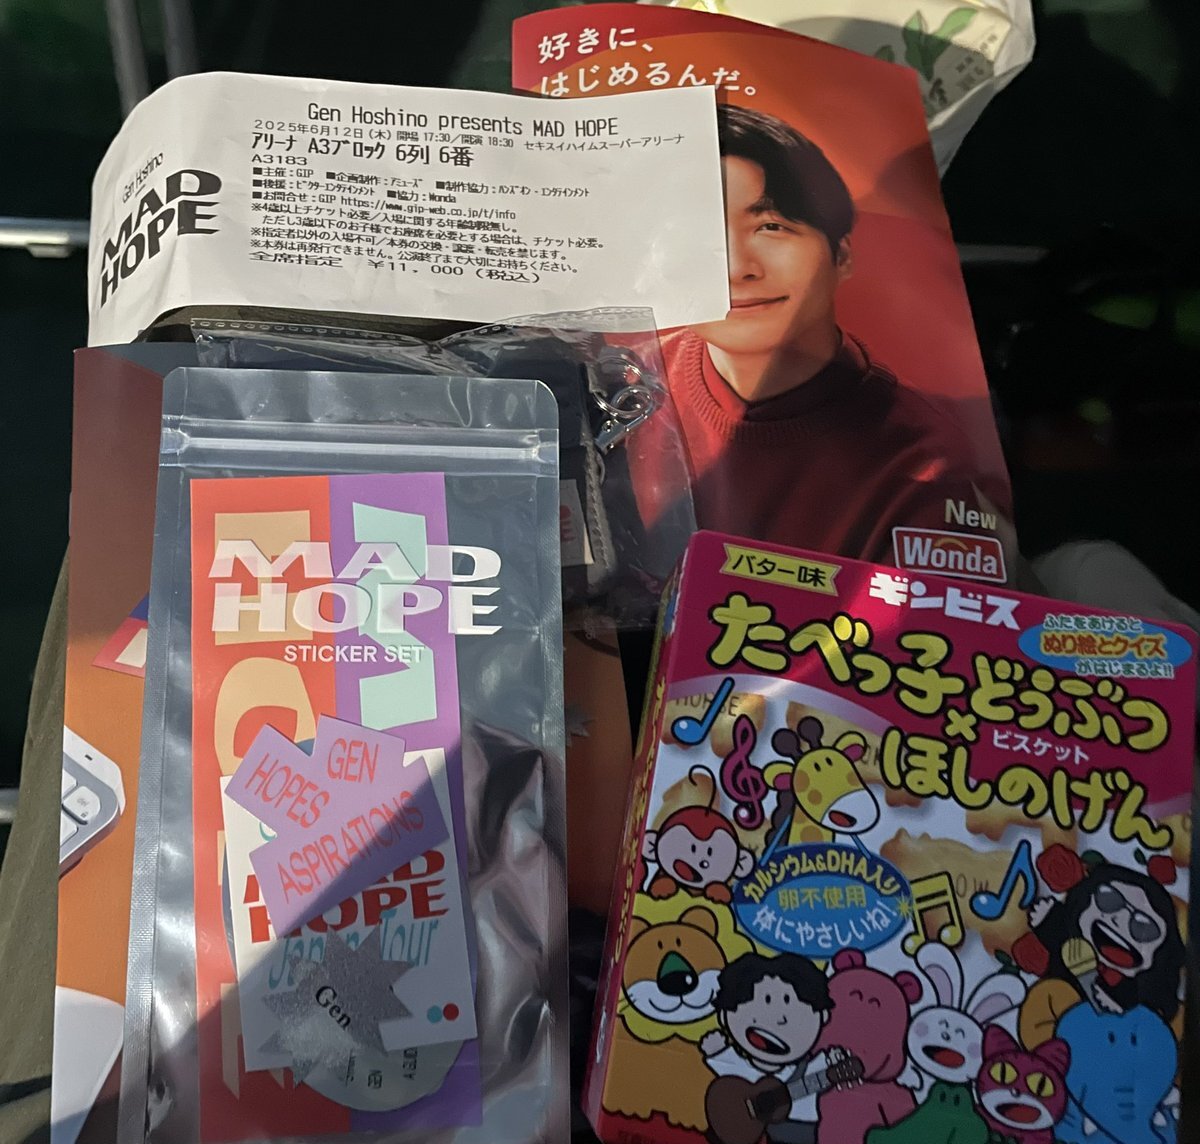 好きに、
はじめるんだ。
Gen Hoshino
MAD
HOPE
Gen Hoshino presents MAD HOPE
2025年6月12日(木) 開場 17:30/開演 18:30 セキスイハイムスーパーアリーナ
アリーナ A3ブロック 6列 6番
A3183
■主催:GIP ■企画制作:アミューズ ■制作協力:ハンズオン・エンタテインメント
■後援:ビクターエンタテインメント ■協力:Wonda
■お問合せ:GIP https://www.gip-web.co.jp/t/info
※4歳以上チケット必要/入場に関する年齢制限無し。
ただし3歳以下のお子様でお座席を必要とする場合は、チケット必要。
※指定者以外の入場不可/本券の交換・譲渡・転売を禁じます。
※本券は再発行できません。公演終了まで大切にお持ちください。
全席指定 ¥11,000(税込)
New
Wonda
MAD
HOPE
STICKER SET
GEN
HOPES
ASPIRATIONS
MAD
HOPE
Japan Tour
Gen
バター味
ギンビス
ふたをあけると
ぬり絵とクイズ
がはじまるよ!!
たべっ子どうぶつ
×
ビスケット
ほしのげん
カルシウム&DHA入り
卵不使用
体にやさしいね!